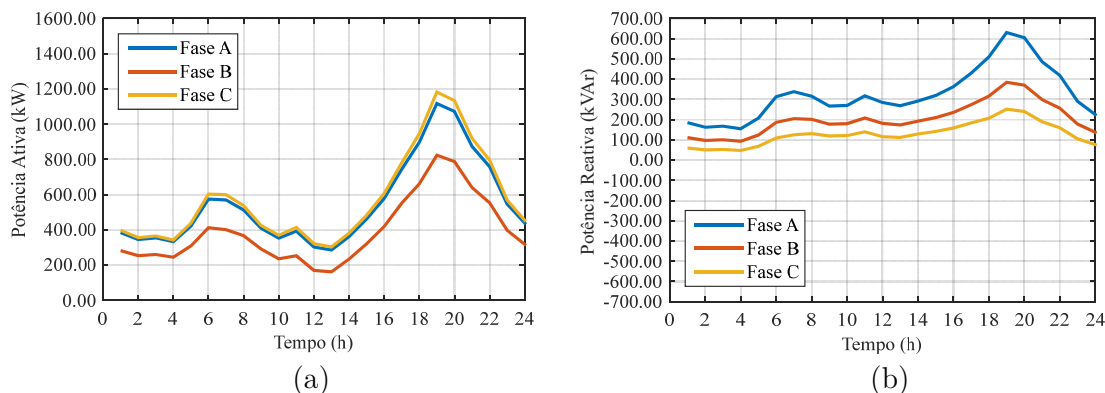 1600.00
1400.00
1200.00
1000.00
800.00
600.00
400.00
200.00
0.00
Potência Ativa (kW)
Fase A
Fase B
Fase C
0 2 4 6 8 10 12 14 16 18 20 22 24
Tempo (h)
(a)
700.00
600.00
500.00
400.00
300.00
200.00
100.00
0.00
-100.00
-200.00
-300.00
-400.00
-500.00
-600.00
-700.00
Potência Reativa (kVAr)
Fase A
Fase B
Fase C
0 2 4 6 8 10 12 14 16 18 20 22 24
Tempo (h)
(b)